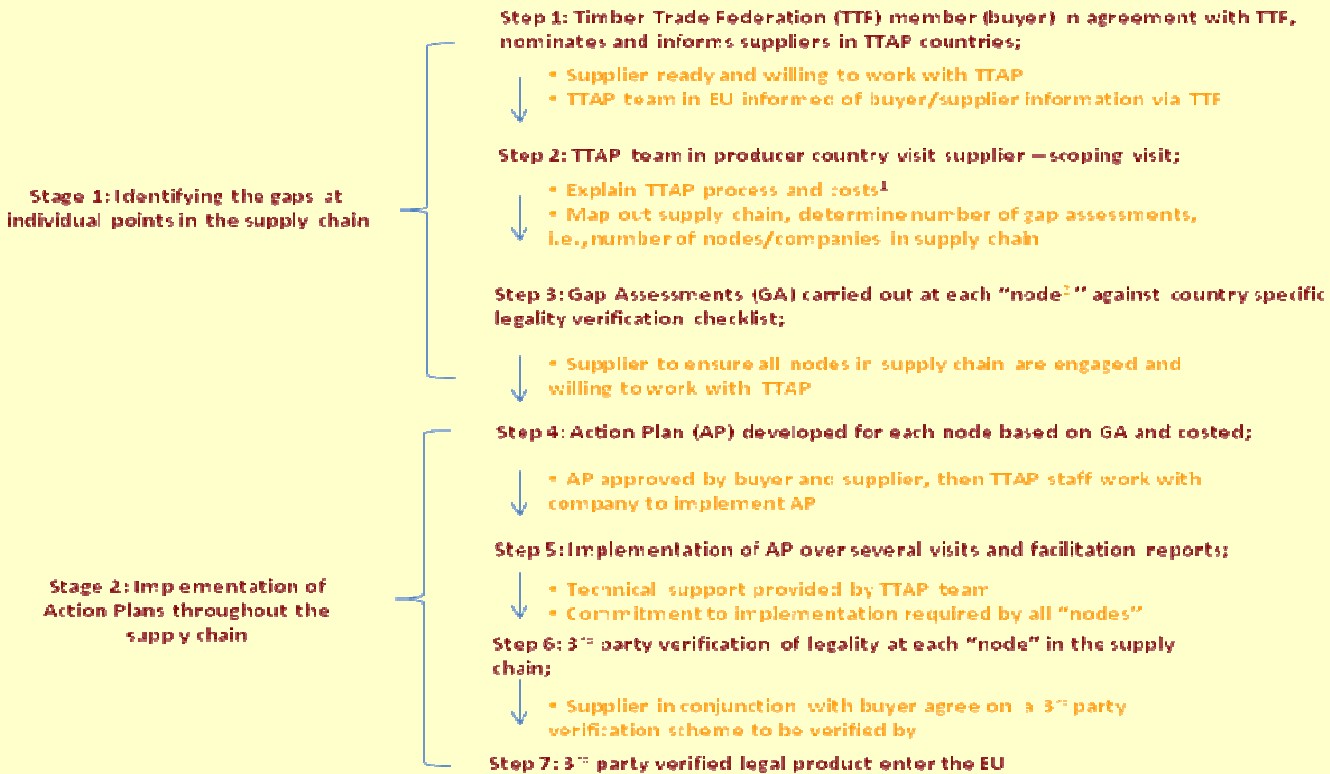 Step 1: Timber Trade Federation (TTF) member (buyer) in agreement with TTF,
nominates and informs suppliers in TTAP countries;
• Supplier ready and willing to work with TTAP
• TTAP team in EU informed of buyer/supplier information via TTF
Step 2: TTAP team in producer country visit supplier – scoping visit;
• Explain TTAP process and costs¹
• Map out supply chain, determine number of gap assessments,
i.e., number of nodes/companies in supply chain
Stage 1: Identifying the gaps at
individual points in the supply chain
Step 3: Gap Assessments (GA) carried out at each “node²” against country specific
legality verification checklist;
• Supplier to ensure all nodes in supply chain are engaged and
willing to work with TTAP
Step 4: Action Plan (AP) developed for each node based on GA and costed;
• AP approved by buyer and supplier, then TTAP staff work with
company to implement AP
Step 5: Implementation of AP over several visits and facilitation reports;
• Technical support provided by TTAP team
• Commitment to implementation required by all “nodes”
Stage 2: Implementation of
Action Plans throughout the
supply chain
Step 6: 3rd party verification of legality at each “node” in the supply
chain;
• Supplier in conjunction with buyer agree on a 3rd party
verification scheme to be verified by
Step 7: 3rd party verified legal product enter the EU